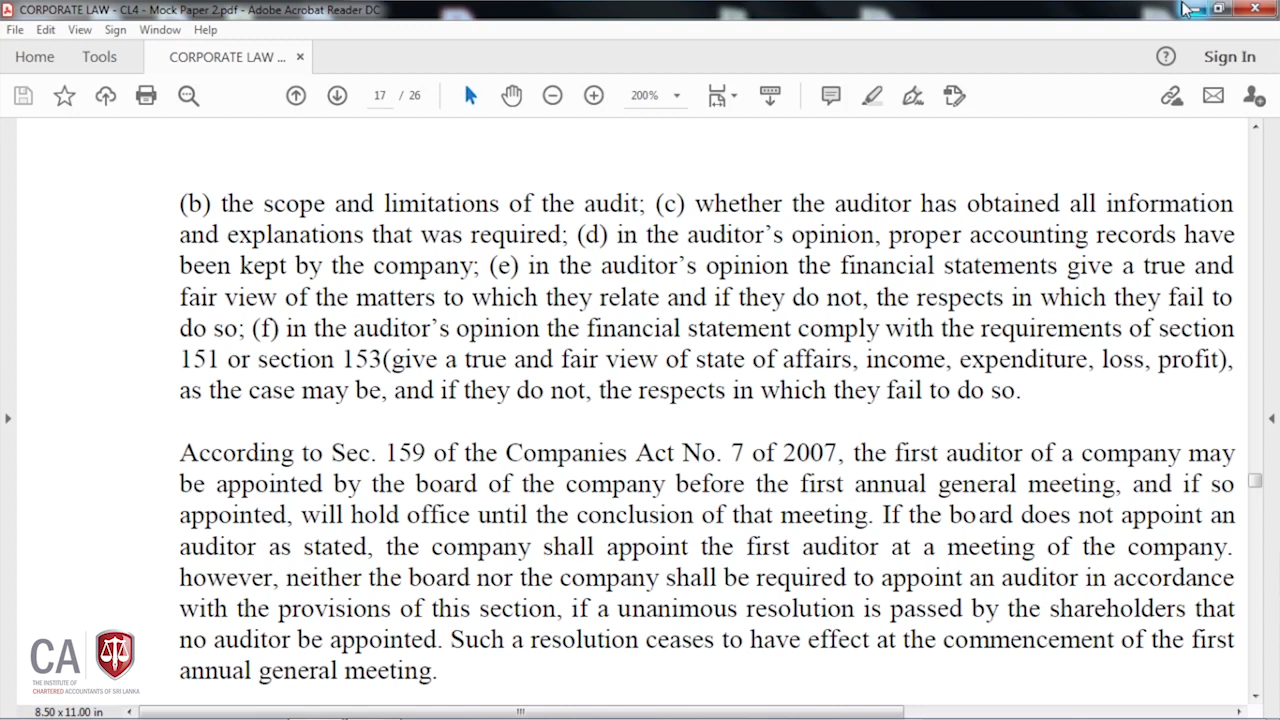 CORPORATE LAW - CL4 - Mock Paper 2.pdf - Adobe Acrobat Reader DC
File Edit View Sign Window Help
Home Tools CORPORATE LAW ... × Sign In
17 / 26 200%
(b) the scope and limitations of the audit; (c) whether the auditor has obtained all information
and explanations that was required; (d) in the auditor's opinion, proper accounting records have
been kept by the company; (e) in the auditor's opinion the financial statements give a true and
fair view of the matters to which they relate and if they do not, the respects in which they fail to
do so; (f) in the auditor's opinion the financial statement comply with the requirements of section
151 or section 153(give a true and fair view of state of affairs, income, expenditure, loss, profit),
as the case may be, and if they do not, the respects in which they fail to do so.
According to Sec. 159 of the Companies Act No. 7 of 2007, the first auditor of a company may
be appointed by the board of the company before the first annual general meeting, and if so
appointed, will hold office until the conclusion of that meeting. If the board does not appoint an
auditor as stated, the company shall appoint the first auditor at a meeting of the company.
however, neither the board nor the company shall be required to appoint an auditor in accordance
with the provisions of this section, if a unanimous resolution is passed by the shareholders that
no auditor be appointed. Such a resolution ceases to have effect at the commencement of the first
annual general meeting.
CA
THE INSTITUTE OF
CHARTERED ACCOUNTANTS OF SRI LANKA
8.50 x 11.00 in